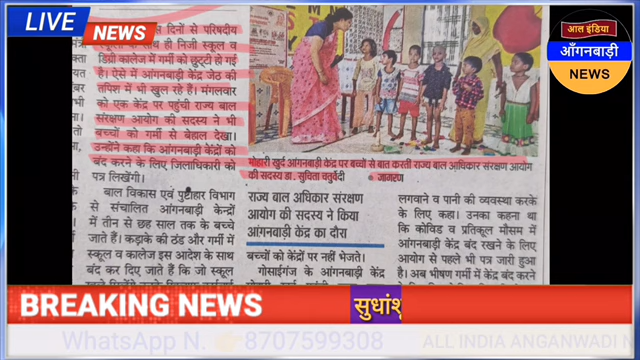 LIVE NEWS
आल इंडिया
आँगनबाड़ी
NEWS
दिनों से परिषदीय
स्कूलों के साथ ही निजी स्कूल व
डिग्री कालेज में गर्मी को छुट्टी हो गई
है। ऐसे में आंगनबाड़ी केंद्र जेठ की
तपिश में भी खुल रहे हैं। मंगलवार
को एक केंद्र पर पहुंची राज्य बाल
संरक्षण आयोग की सदस्य ने भी
बच्चों को गर्मी से बेहाल देखा।
उन्होंने कहा कि आंगनबाड़ी केंद्रों को
बंद करने के लिए जिलाधिकारी को
पत्र लिखेंगी।
बाल विकास एवं पुष्टाहार विभाग
से संचालित आंगनबाड़ी केन्द्रों
में तीन से छह साल तक के बच्चे
जाते हैं। कड़ाके की ठंड और गर्मी में
स्कूल व कालेज इस आदेश के साथ
बंद कर दिए जाते हैं कि जो स्कूल
गोहारी खुर्द आंगनबाड़ी केंद्र पर बच्चों से बात करती राज्य बाल अधिकार संरक्षण आयोग
की सदस्य डा. सुचिता चतुर्वेदी जागरण
राज्य बाल अधिकार संरक्षण
आयोग की सदस्य ने किया
आंगनबाड़ी केंद्र का दौरा
बच्चों को केंद्रों पर नहीं भेजते।
गोसाईगंज के आंगनबाड़ी केंद्र
लगवाने व पानी की व्यवस्था करके
के लिए कहा। उनका कहना था
कि कोविड व प्रतिकूल मौसम में
आंगनबाड़ी केंद्र बंद रखने के लिए
आयोग से पहले भी पत्र जारी हुआ
है। अब भीषण गर्मी में केंद्र बंद करने
BREAKING NEWS
सुधांश
WhatsApp N. 👉8707599308
ALL INDIA ANGANWADI N